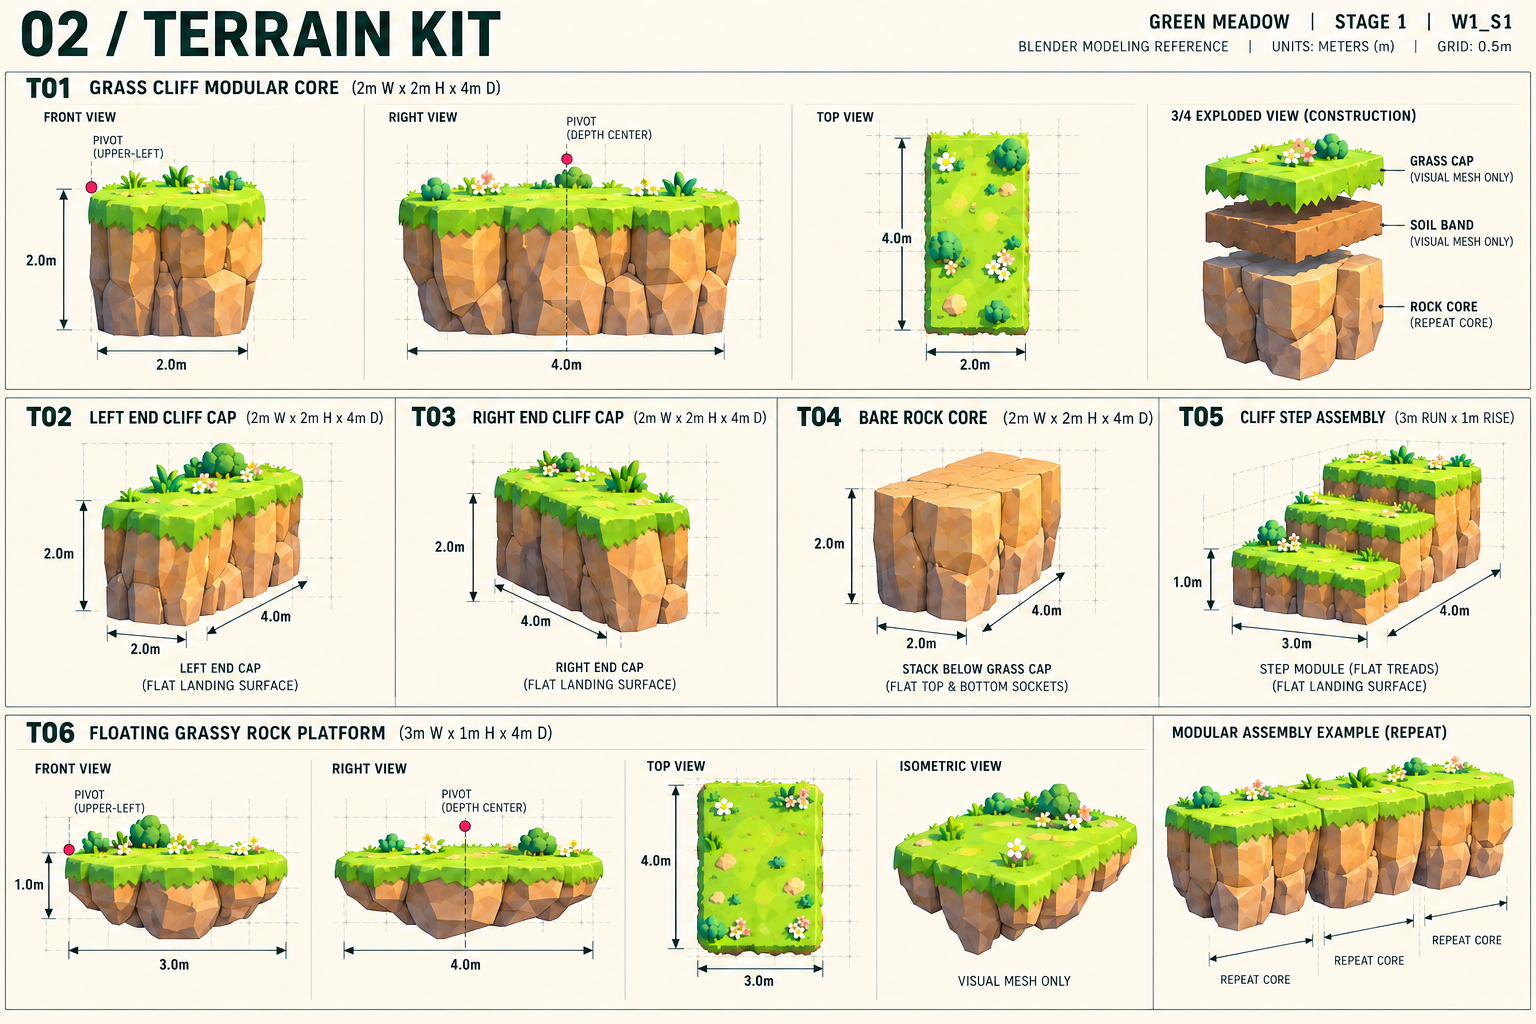 02 / TERRAIN KIT
GREEN MEADOW | STAGE 1 | W1_S1
BLENDER MODELING REFERENCE | UNITS: METERS (m) | GRID: 0.5m
T01 GRASS CLIFF MODULAR CORE (2m W x 2m H x 4m D)
FRONT VIEW
PIVOT
(UPPER-LEFT)
2.0m
2.0m
RIGHT VIEW
PIVOT
(DEPTH CENTER)
4.0m
TOP VIEW
4.0m
2.0m
3/4 EXPLODED VIEW (CONSTRUCTION)
GRASS CAP
(VISUAL MESH ONLY)
SOIL BAND
(VISUAL MESH ONLY)
ROCK CORE
(REPEAT CORE)
T02 LEFT END CLIFF CAP (2m W x 2m H x 4m D)
2.0m
2.0m
4.0m
LEFT END CAP
(FLAT LANDING SURFACE)
T03 RIGHT END CLIFF CAP (2m W x 2m H x 4m D)
2.0m
4.0m
RIGHT END CAP
(FLAT LANDING SURFACE)
T04 BARE ROCK CORE (2m W x 2m H x 4m D)
2.0m
2.0m
4.0m
STACK BELOW GRASS CAP
(FLAT TOP & BOTTOM SOCKETS)
T05 CLIFF STEP ASSEMBLY (3m RUN x 1m RISE)
1.0m
3.0m
4.0m
STEP MODULE (FLAT TREADS)
(FLAT LANDING SURFACE)
T06 FLOATING GRASSY ROCK PLATFORM (3m W x 1m H x 4m D)
FRONT VIEW
PIVOT
(UPPER-LEFT)
1.0m
3.0m
RIGHT VIEW
PIVOT
(DEPTH CENTER)
4.0m
TOP VIEW
4.0m
3.0m
ISOMETRIC VIEW
VISUAL MESH ONLY
MODULAR ASSEMBLY EXAMPLE (REPEAT)
REPEAT CORE
REPEAT CORE
REPEAT CORE